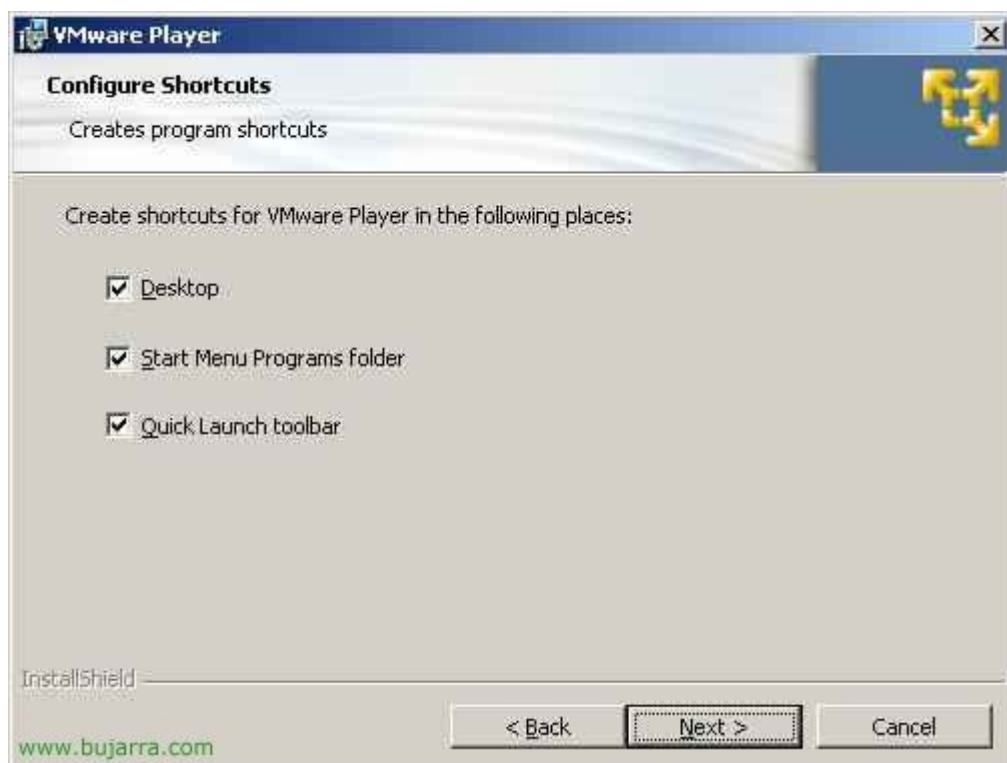 VMware Player
Configure Shortcuts
Creates program shortcuts
Create shortcuts for VMware Player in the following places:
Desktop
Start Menu Programs folder
Quick Launch toolbar
InstallShield
< Back
Next >
Cancel
www.bujarra.com